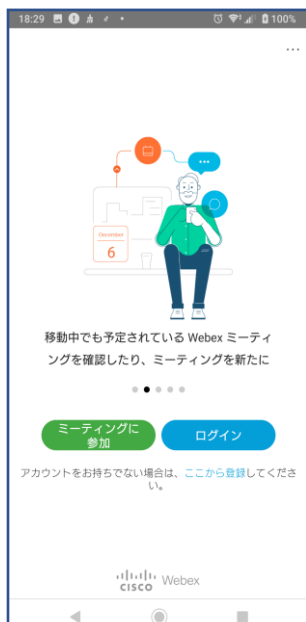 18:29
100%
December
6
移動中でも予定されている Webex ミーティ
ングを確認したり、ミーティングを新たに
ミーティングに
参加
ログイン
アカウントをお持ちでない場合は、ここから登録してくださ
い。
CISCO Webex